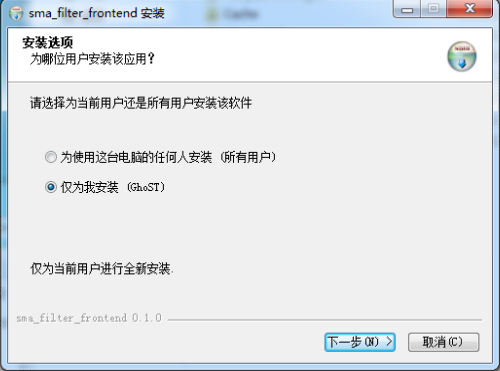 Cache
sma_filter_frontend 安装
安装选项
为哪位用户安装该应用？
请选择为当前用户还是所有用户安装该软件
为使用这台电脑的任何人安装 (所有用户)
仅为我安装 (GhoST)
仅为当前用户进行全新安装.
sma_filter_frontend 0.1.0
下一步(N) >
取消(C)